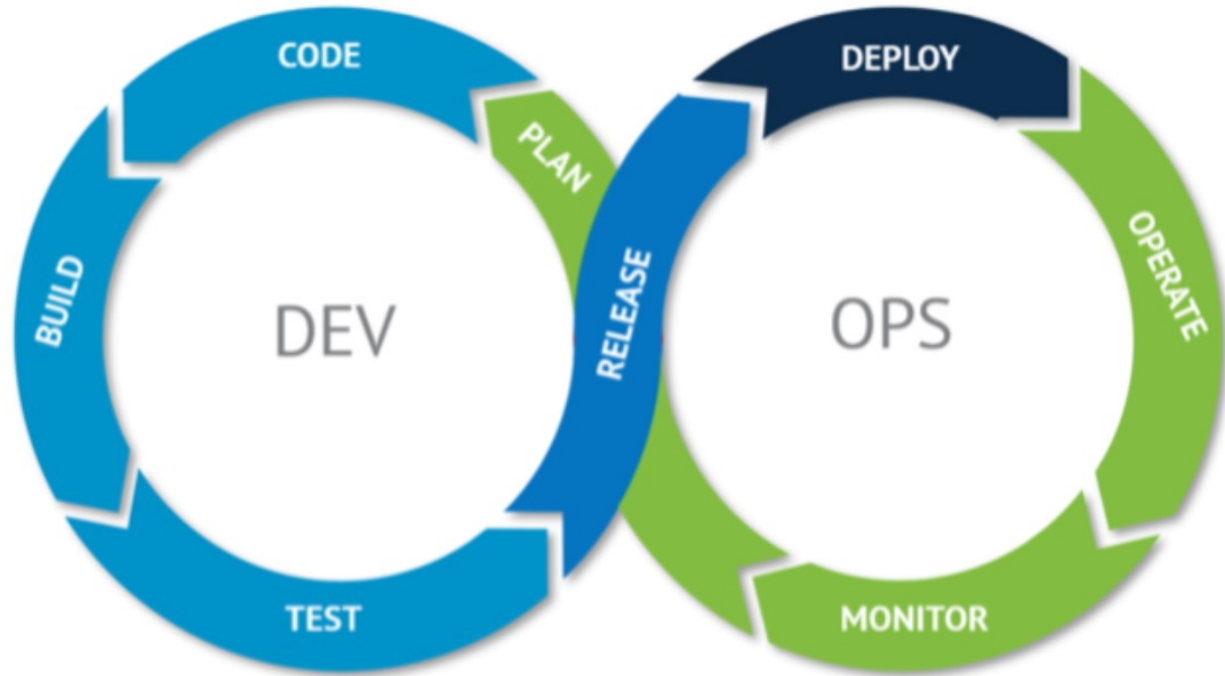 CODE
DEPLOY
PLAN
OPERATE
BUILD
RELEASE
DEV
OPS
TEST
MONITOR